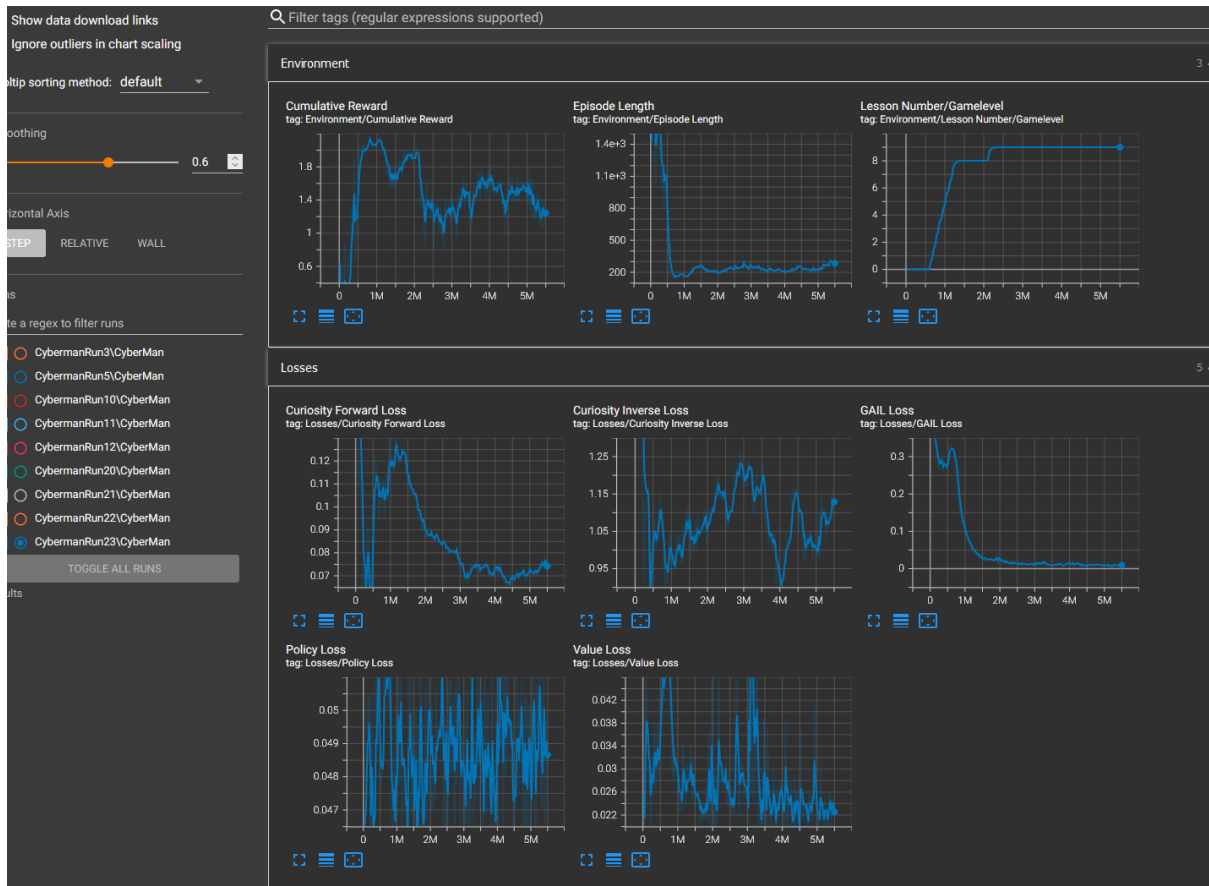 Show data download links
Filter tags (regular expressions supported)
Ignore outliers in chart scaling
oltip sorting method: default
oothing
0.6
rizontal Axis
STEP RELATIVE WALL
ns
te a regex to filter runs
CybermanRun3\CyberMan
CybermanRun5\CyberMan
CybermanRun10\CyberMan
CybermanRun11\CyberMan
CybermanRun12\CyberMan
CybermanRun20\CyberMan
CybermanRun21\CyberMan
CybermanRun22\CyberMan
CybermanRun23\CyberMan
TOGGLE ALL RUNS
ults
Environment 3
Cumulative Reward
tag: Environment/Cumulative Reward
1.8
1.4
1
0.6
0 1M 2M 3M 4M 5M
Episode Length
tag: Environment/Episode Length
1.4e+3
1.1e+3
800
500
200
0 1M 2M 3M 4M 5M
Lesson Number/Gamelevel
tag: Environment/Lesson Number/Gamelevel
8
6
4
2
0
0 1M 2M 3M 4M 5M
Losses 5
Curiosity Forward Loss
tag: Losses/Curiosity Forward Loss
0.12
0.11
0.1
0.09
0.08
0.07
0 1M 2M 3M 4M 5M
Curiosity Inverse Loss
tag: Losses/Curiosity Inverse Loss
1.25
1.15
1.05
0.95
0 1M 2M 3M 4M 5M
GAIL Loss
tag: Losses/GAIL Loss
0.3
0.2
0.1
0
0 1M 2M 3M 4M 5M
Policy Loss
tag: Losses/Policy Loss
0.05
0.049
0.048
0.047
0 1M 2M 3M 4M 5M
Value Loss
tag: Losses/Value Loss
0.042
0.038
0.034
0.03
0.026
0.022
0 1M 2M 3M 4M 5M